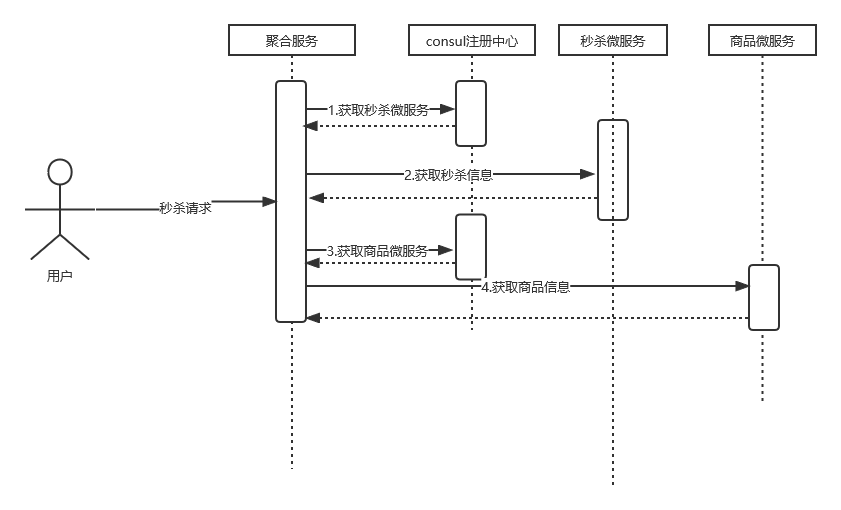 聚合服务
consul注册中心
秒杀微服务
商品微服务
1.获取秒杀微服务
2.获取秒杀信息
秒杀请求
3.获取商品微服务
用户
4.获取商品信息